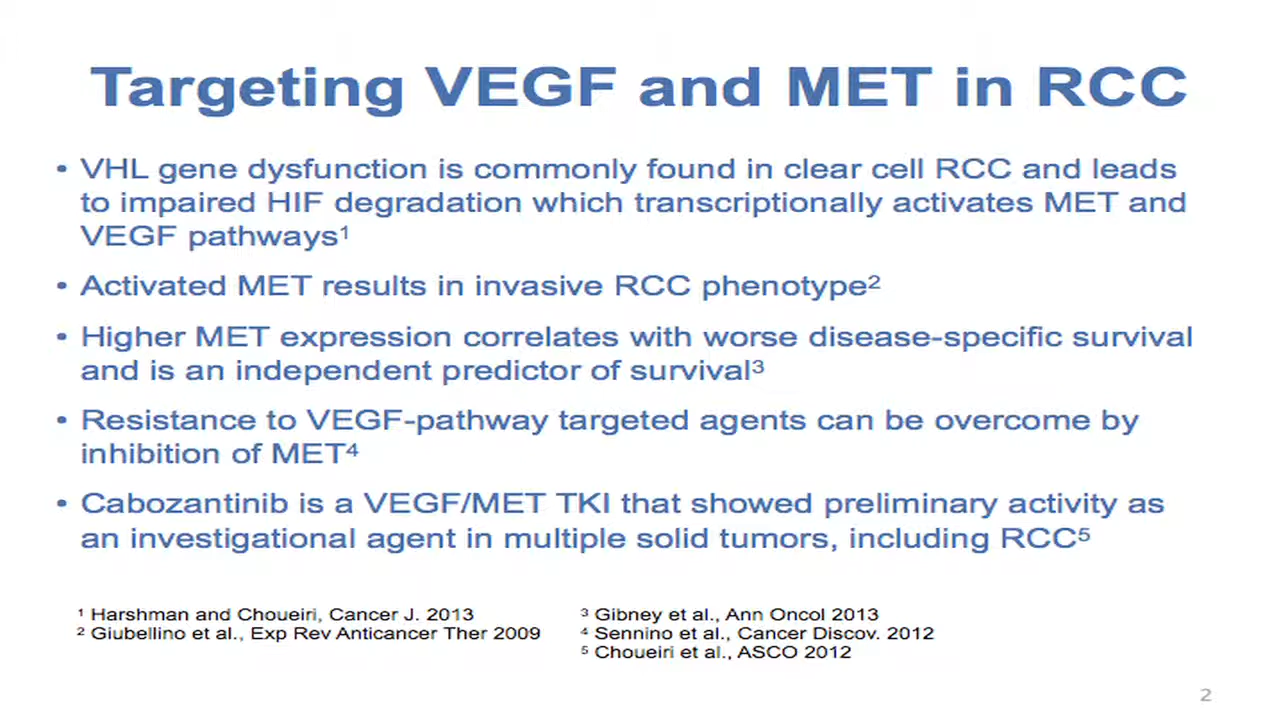 Targeting VEGF and MET in RCC
• VHL gene dysfunction is commonly found in clear cell RCC and leads
to impaired HIF degradation which transcriptionally activates MET and
VEGF pathways¹
• Activated MET results in invasive RCC phenotype²
• Higher MET expression correlates with worse disease-specific survival
and is an independent predictor of survival³
• Resistance to VEGF-pathway targeted agents can be overcome by
inhibition of MET⁴
• Cabozantinib is a VEGF/MET TKI that showed preliminary activity as
an investigational agent in multiple solid tumors, including RCC⁵
¹ Harshman and Choueiri, Cancer J. 2013
² Giubellino et al., Exp Rev Anticancer Ther 2009
³ Gibney et al., Ann Oncol 2013
⁴ Sennino et al., Cancer Discov. 2012
⁵ Choueiri et al., ASCO 2012
2